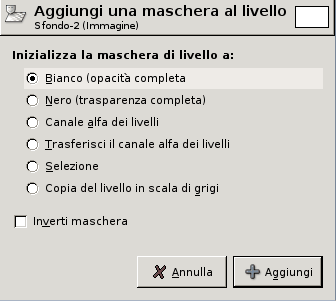 Aggiungi una maschera al livello
Sfondo-2 (Immagine)
Inizializza la maschera di livello a:
Bianco (opacità completa
Nero (trasparenza completa)
Canale alfa dei livelli
Trasferisci il canale alfa dei livelli
Selezione
Copia del livello in scala di grigi
Inverti maschera
Annulla
Aggiungi